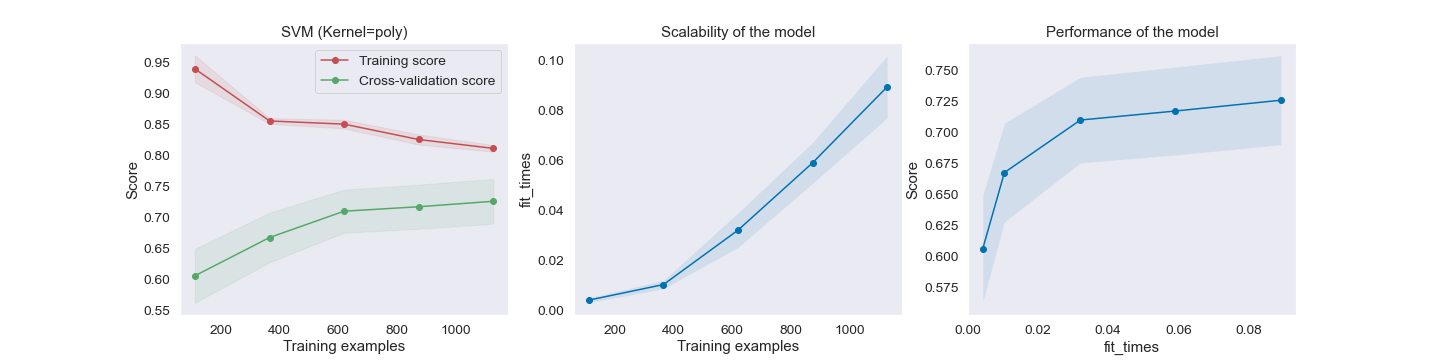 SVM (Kernel=poly)
Training score
Cross-validation score
0.95
0.90
0.85
0.80
0.75
0.70
0.65
0.60
0.55
Score
200 400 600 800 1000
Training examples
Scalability of the model
0.10
0.08
0.06
0.04
0.02
0.00
fit_times
200 400 600 800 1000
Training examples
Performance of the model
0.750
0.725
0.700
0.675
0.650
0.625
0.600
0.575
Score
0.00 0.02 0.04 0.06 0.08
fit_times